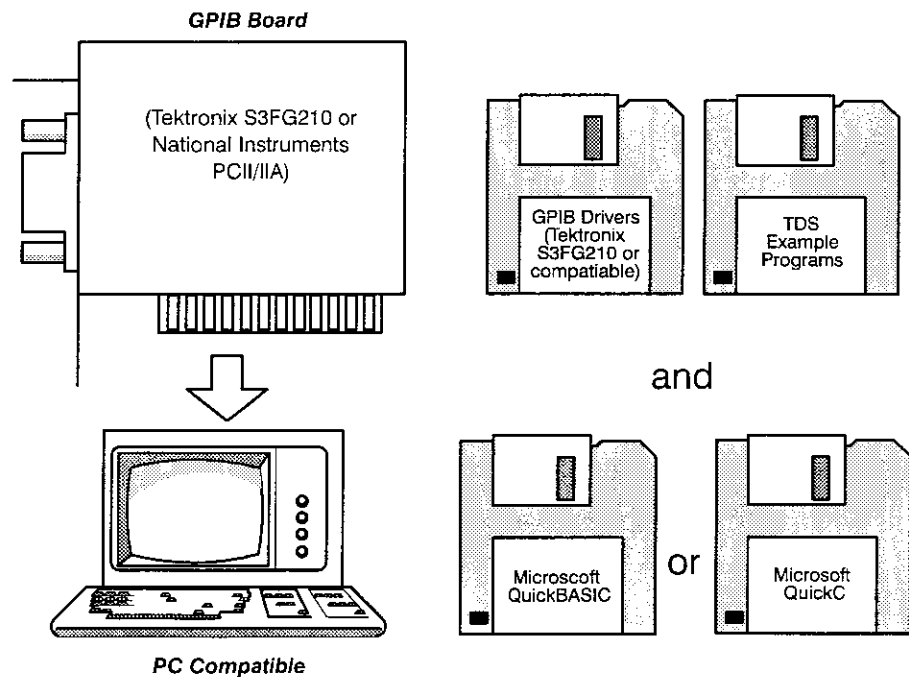 GPIB Board
(Tektronix S3FG210 or
National Instruments
PCII/IIA)
GPIB Drivers
(Tektronix
S3FG210 or
compatiable)
TDS
Example
Programs
and
Microscoft
QuickBASIC
or
Microsoft
QuickC
PC Compatible